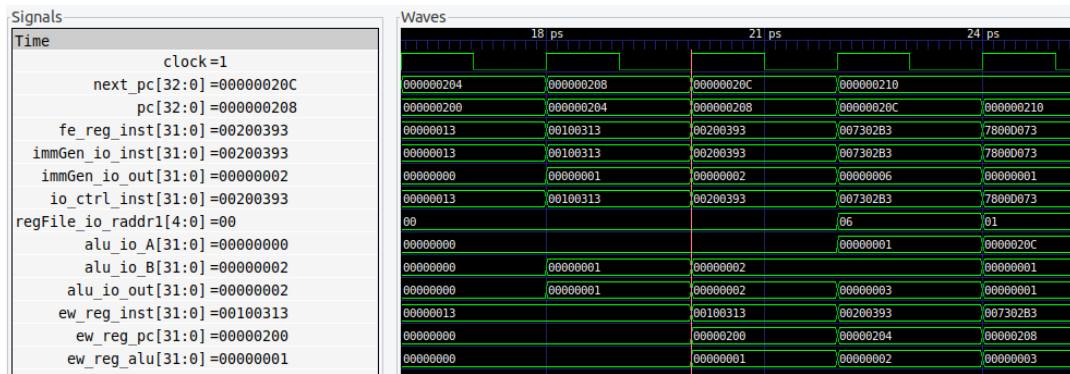 Signals Waves
Time 18 ps 21 ps 24 ps
clock =1
next_pc[32:0] =00000020C 000000204 000000208 00000020C 000000210
pc[32:0] =000000208 000000200 000000204 000000208 00000020C 000000210
fe_reg_inst[31:0] =00200393 00000013 00100313 00200393 007302B3 7800D073
immGen_io_inst[31:0] =00200393 00000013 00100313 00200393 007302B3 7800D073
immGen_io_out[31:0] =00000002 00000000 00000001 00000002 00000006 00000001
io_ctrl_inst[31:0] =00200393 00000013 00100313 00200393 007302B3 7800D073
regFile_io_raddr1[4:0] =00 00 06 01
alu_io_A[31:0] =00000000 00000000 00000001 0000020C
alu_io_B[31:0] =00000002 00000000 00000001 00000002 00000001
alu_io_out[31:0] =00000002 00000000 00000001 00000002 00000003 00000001
ew_reg_inst[31:0] =00100313 00000013 00100313 00200393 007302B3
ew_reg_pc[31:0] =00000200 00000000 00000200 00000204 00000208
ew_reg_alu[31:0] =00000001 00000000 00000001 00000002 00000003